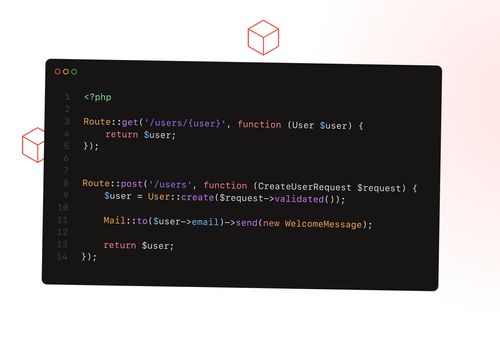 1 <?php
2
3 Route::get('/users/{user}', function (User $user) {
4     return $user;
5 });
6
7
8 Route::post('/users', function (CreateUserRequest $request) {
9     $user = User::create($request->validated());
10
11     Mail::to($user->email)->send(new WelcomeMessage);
12
13     return $user;
14 });